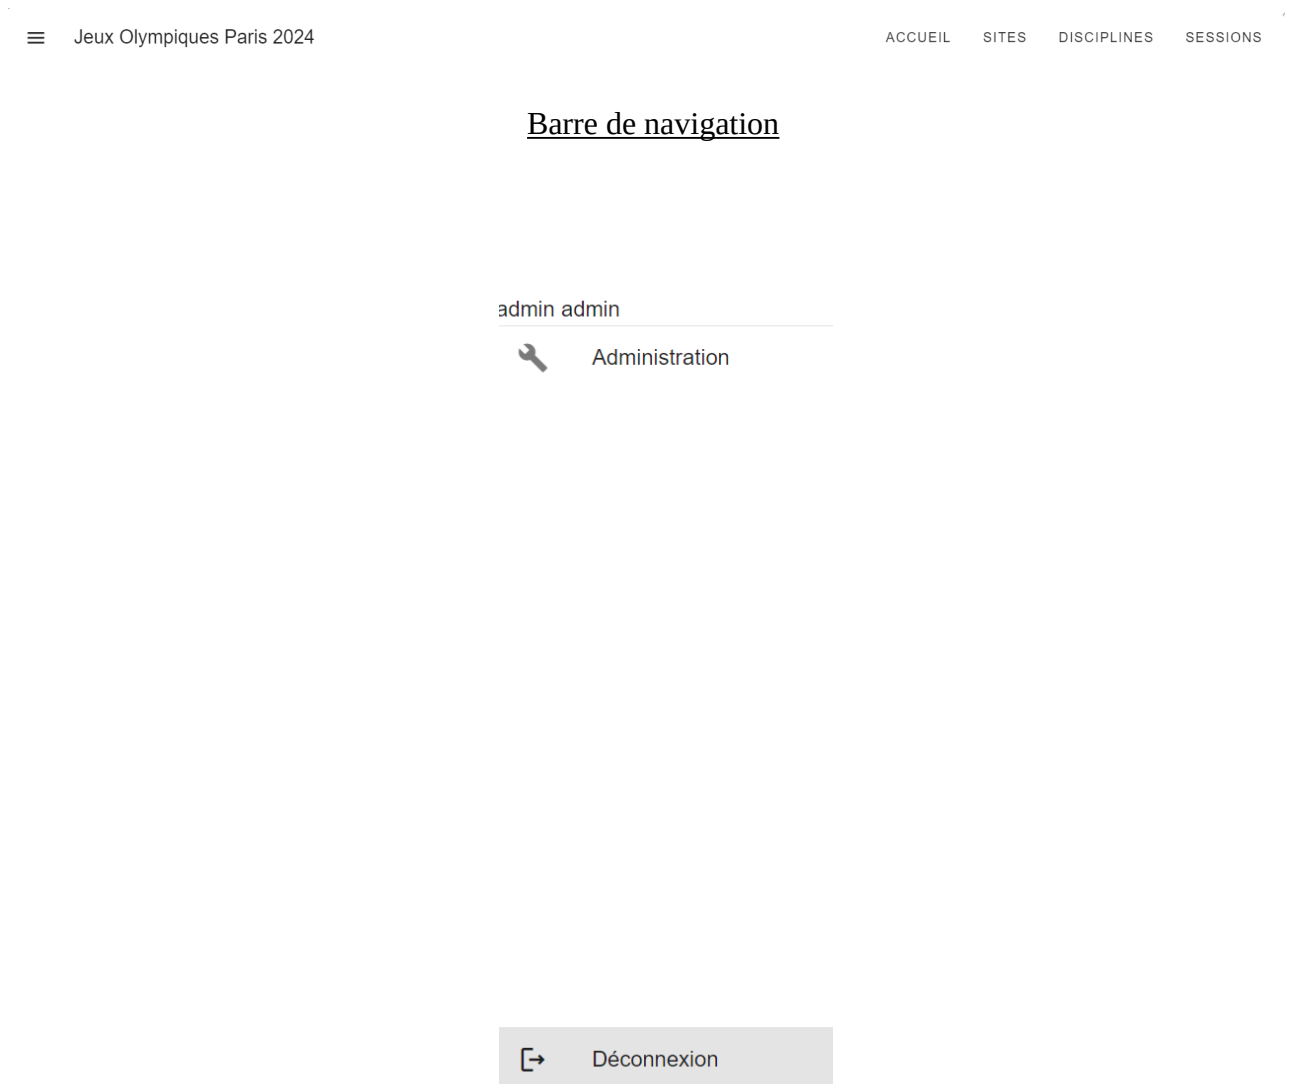 Jeux Olympiques Paris 2024
ACCUEIL SITES DISCIPLINES SESSIONS
Barre de navigation
admin admin
Administration
Déconnexion